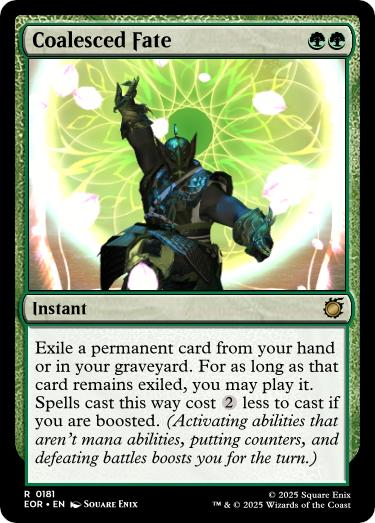 Coalesced Fate
Instant
Exile a permanent card from your hand
or in your graveyard. For as long as that
card remains exiled, you may play it.
Spells cast this way cost 2 less to cast if
you are boosted. (Activating abilities that
aren't mana abilities, putting counters, and
defeating battles boosts you for the turn.)
R 0181
EOR • EN Square Enix
© 2025 Square Enix
™ & © 2025 Wizards of the Coast